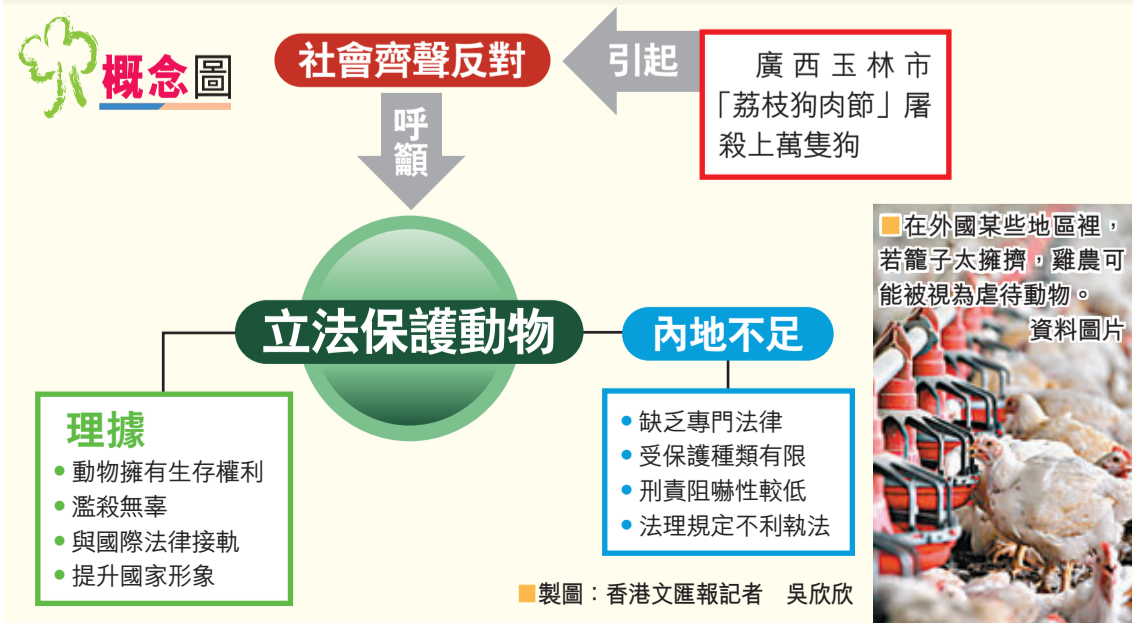 概念圖
社會齊聲反對
引起
廣西玉林市
「荔枝狗肉節」屠
殺上萬隻狗
呼
籲
立法保護動物
內地不足
理據
• 動物擁有生存權利
• 濫殺無辜
• 與國際法律接軌
• 提升國家形象
• 缺乏專門法律
• 受保護種類有限
• 刑責阻嚇性較低
• 法理規定不利執法
■在外國某些地區裡，
若籠子太擁擠，雞農可
能被視為虐待動物。
資料圖片
■製圖：香港文匯報記者　吳欣欣